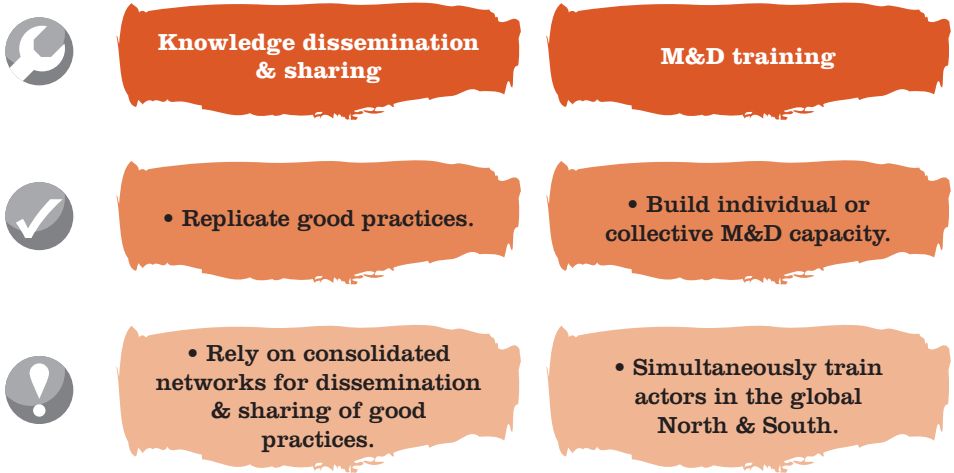 Knowledge dissemination
& sharing
M&D training
• Replicate good practices.
• Build individual or
collective M&D capacity.
• Rely on consolidated
networks for dissemination
& sharing of good
practices.
• Simultaneously train
actors in the global
North & South.